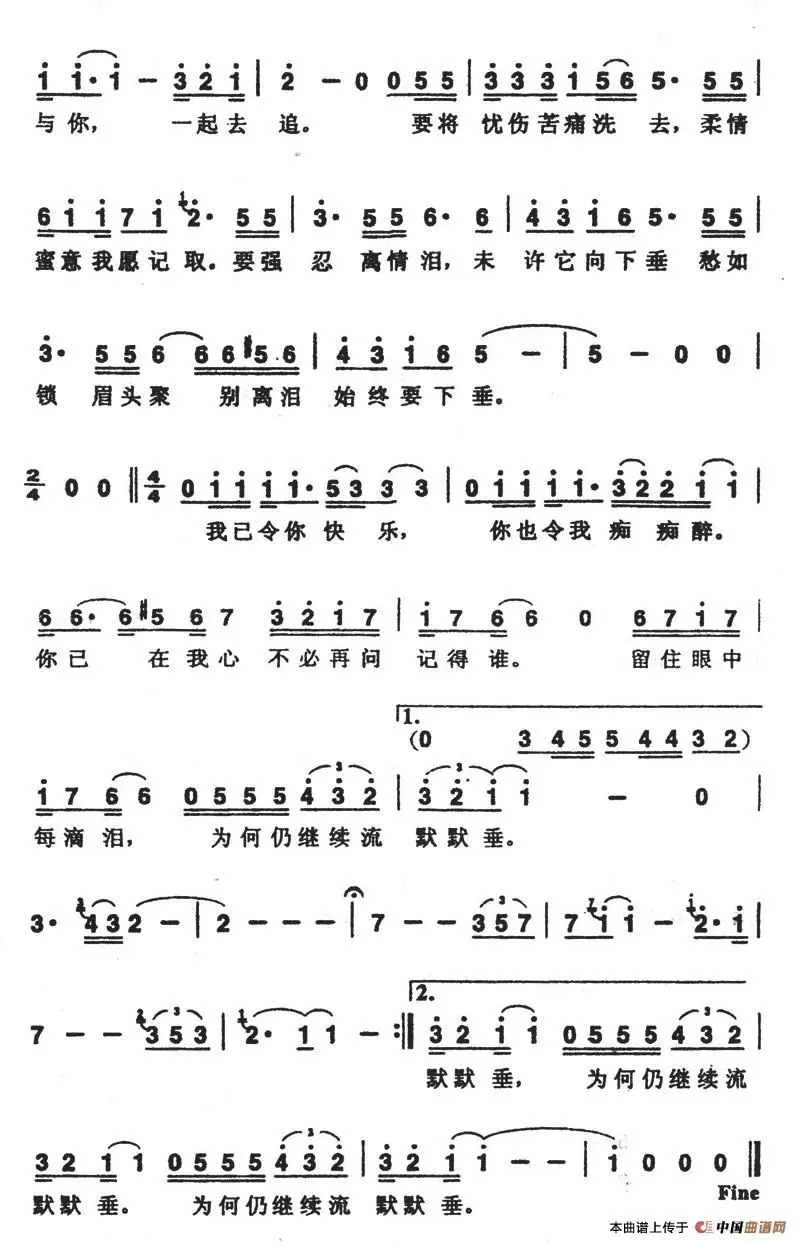 1 1·1 — 3 2 1 | 2 — 0 0 5 5 | 3 3 3 1 5 6 5· 5 5 |
与你， 一起去 追。 要将 忧伤苦痛洗 去，柔情
6 1 1 7 1 1 2· 5 5 | 3· 5 5 6· 6 | 4 3 1 6 5· 5 5
蜜意我愿记 取。要强 忍 离情泪，未 许它向下垂 愁如
3· 5 5 6 6 6 #5 6 | 4 3 1 6 5 — | 5 — 0 0
锁 眉头聚 别离泪 始终要下 垂。
2/4 0 0 ‖ 4/4 0 1 1 1 1·5 3 3 3 | 0 1 1 1 1·3 2 2 1 1 |
我已令你 快 乐， 你也令我 痴 痴醉。
6 6·6 #5 6 7 3 2 1 7 | 1 7 6 6 0 6 7 1 7
你已 在我心 不必再问 记得谁。 留住眼中
1.
(0 3 4 5 5 4 4 3 2)
1 7 6 6 0 5 5 5 5 4 3 2 | 3 2 1 1 — 0
每滴泪， 为何仍继续流 默默垂。
3· 4 3 2 — | 2 — — — | 7 — — 3 5 7 | 7 1 1 — 2·1 |
7 — — 3 5 3 | 2· 1 1 — :‖
2.
3 2 1 1 0 5 5 5 5 4 3 2 |
默默 垂， 为何仍继续流
3 2 1 1 0 5 5 5 5 4 3 2 | 3 2 1 1 — — | 1 0 0 0 ‖
默默 垂。 为何仍继续流 默默垂。
Fine
本曲谱上传于 中国曲谱网